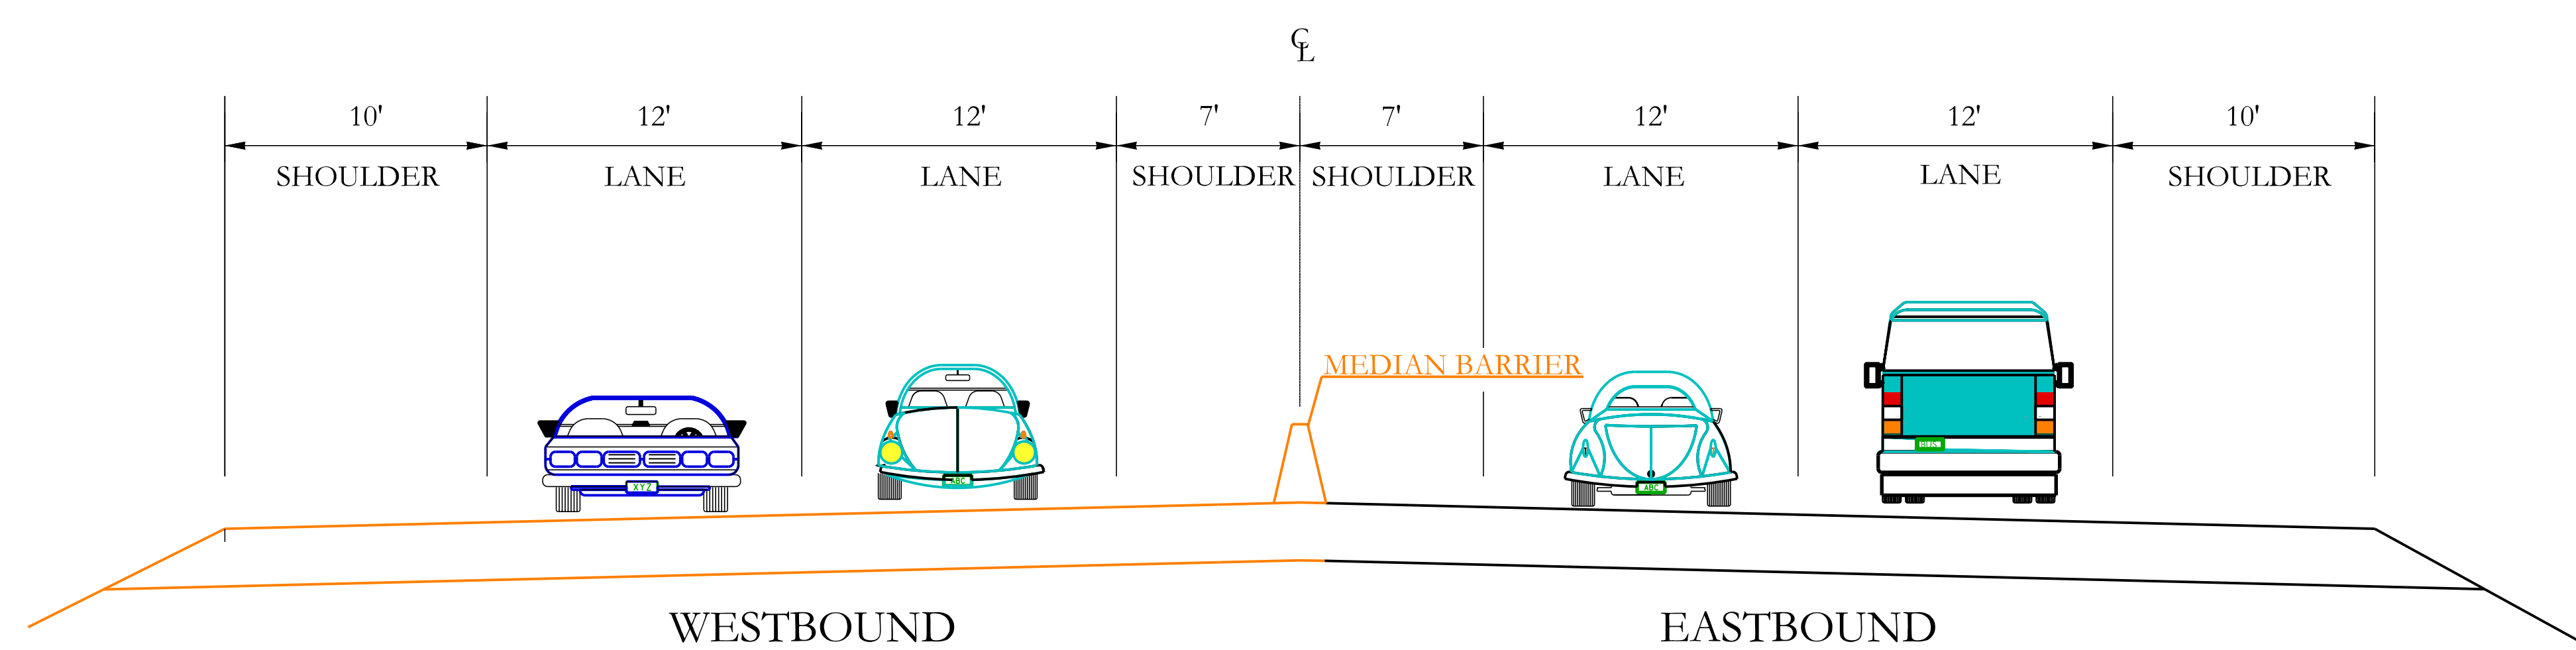 ℄
10' 12' 12' 7' 7' 12' 12' 10'
SHOULDER LANE LANE SHOULDER SHOULDER LANE LANE SHOULDER
MEDIAN BARRIER
BUS
XYZ ABC ABC
WESTBOUND EASTBOUND